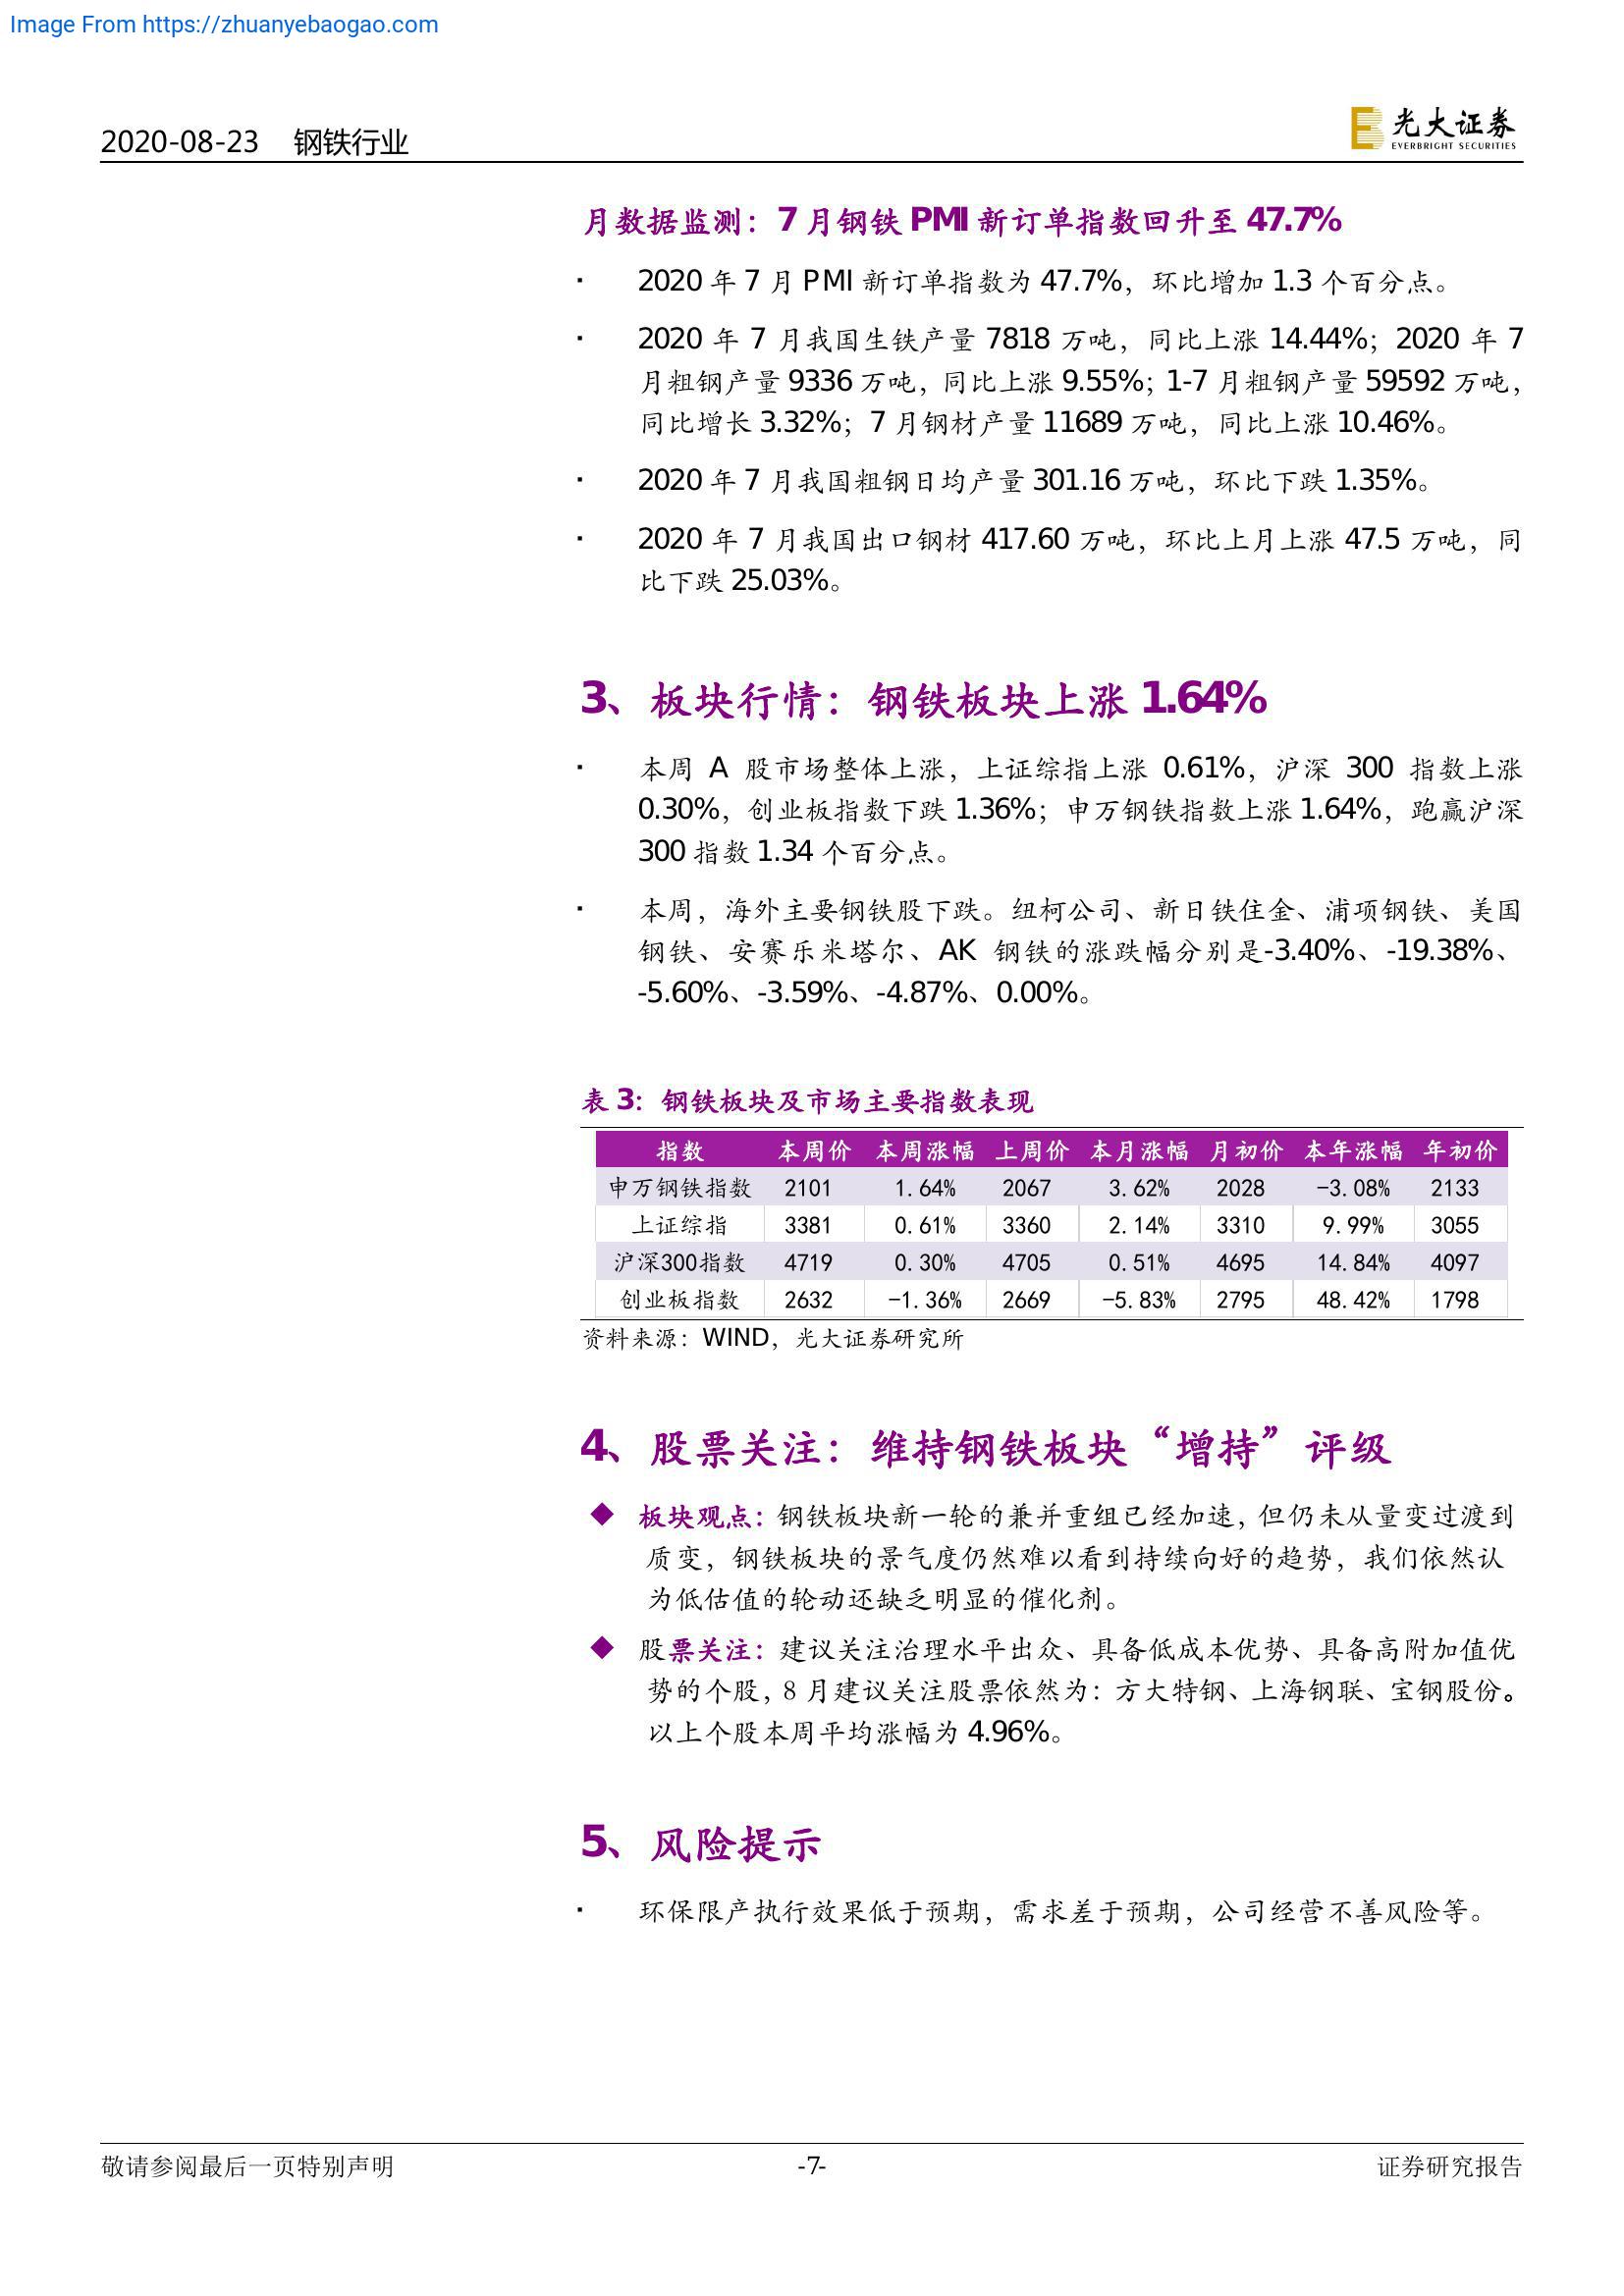 Image From https://zhuanyebaogao.com
2020-08-23 钢铁行业
光大证券
EVERBRIGHT SECURITIES
月数据监测：7 月钢铁 PMI 新订单指数回升至 47.7%
▪ 2020 年 7 月 PMI 新订单指数为 47.7%，环比增加 1.3 个百分点。
▪ 2020 年 7 月我国生铁产量 7818 万吨，同比上涨 14.44%；2020 年 7
月粗钢产量 9336 万吨，同比上涨 9.55%；1-7 月粗钢产量 59592 万吨，
同比增长 3.32%；7 月钢材产量 11689 万吨，同比上涨 10.46%。
▪ 2020 年 7 月我国粗钢日均产量 301.16 万吨，环比下跌 1.35%。
▪ 2020 年 7 月我国出口钢材 417.60 万吨，环比上月上涨 47.5 万吨，同
比下跌 25.03%。
3、板块行情：钢铁板块上涨 1.64%
▪ 本周 A 股市场整体上涨，上证综指上涨 0.61%，沪深 300 指数上涨
0.30%，创业板指数下跌 1.36%；申万钢铁指数上涨 1.64%，跑赢沪深
300 指数 1.34 个百分点。
▪ 本周，海外主要钢铁股下跌。纽柯公司、新日铁住金、浦项钢铁、美国
钢铁、安赛乐米塔尔、AK 钢铁的涨跌幅分别是-3.40%、-19.38%、
-5.60%、-3.59%、-4.87%、0.00%。
表 3：钢铁板块及市场主要指数表现
指数 本周价 本周涨幅 上周价 本月涨幅 月初价 本年涨幅 年初价
申万钢铁指数 2101 1.64% 2067 3.62% 2028 -3.08% 2133
上证综指 3381 0.61% 3360 2.14% 3310 9.99% 3055
沪深300指数 4719 0.30% 4705 0.51% 4695 14.84% 4097
创业板指数 2632 -1.36% 2669 -5.83% 2795 48.42% 1798
资料来源：WIND，光大证券研究所
4、股票关注：维持钢铁板块“增持”评级
◆ 板块观点：钢铁板块新一轮的兼并重组已经加速，但仍未从量变过渡到
质变，钢铁板块的景气度仍然难以看到持续向好的趋势，我们依然认
为低估值的轮动还缺乏明显的催化剂。
◆ 股票关注：建议关注治理水平出众、具备低成本优势、具备高附加值优
势的个股，8 月建议关注股票依然为：方大特钢、上海钢联、宝钢股份。
以上个股本周平均涨幅为 4.96%。
5、风险提示
▪ 环保限产执行效果低于预期，需求差于预期，公司经营不善风险等。
敬请参阅最后一页特别声明 -7- 证券研究报告